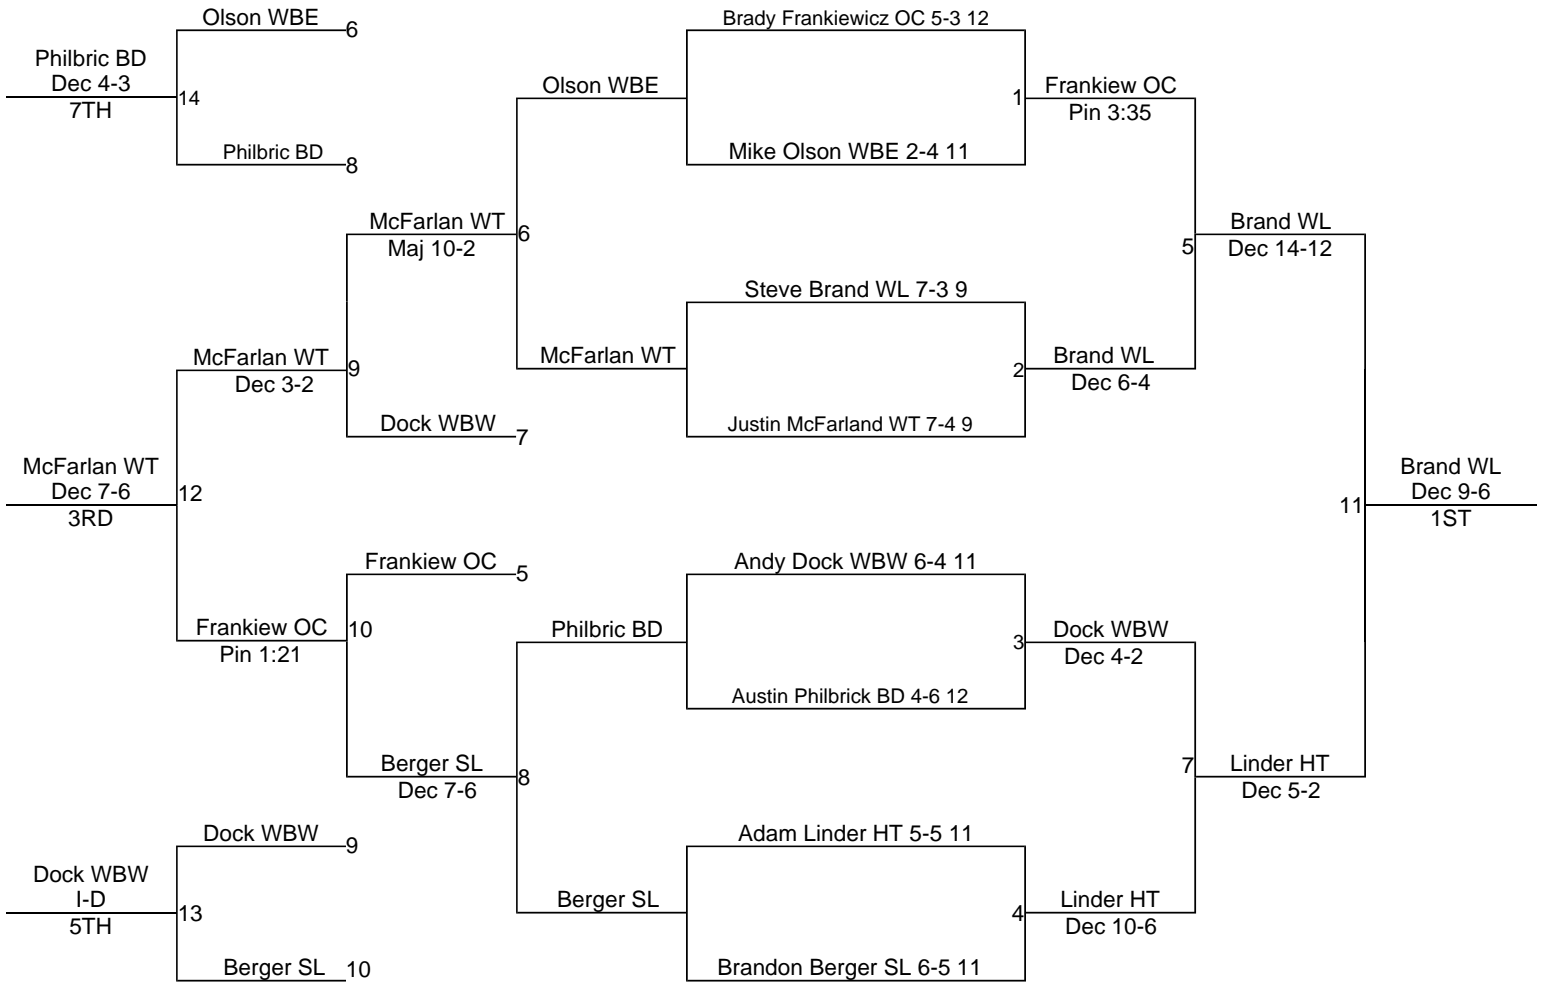 Olson WBE
6
Philbric BD
Dec 4-3
7TH
14
Philbric BD
8
Brady Frankiewicz OC 5-3 12
Olson WBE
1
Frankiew OC
Pin 3:35
Mike Olson WBE 2-4 11
McFarlan WT
Maj 10-2
6
Brand WL
Dec 14-12
5
Steve Brand WL 7-3 9
McFarlan WT
Dec 3-2
9
McFarlan WT
2
Brand WL
Dec 6-4
Dock WBW
7
Justin McFarland WT 7-4 9
McFarlan WT
Dec 7-6
3RD
12
Brand WL
Dec 9-6
1ST
11
Frankiew OC
5
Andy Dock WBW 6-4 11
Frankiew OC
Pin 1:21
10
Philbric BD
3
Dock WBW
Dec 4-2
Austin Philbrick BD 4-6 12
Berger SL
Dec 7-6
8
7
Linder HT
Dec 5-2
Dock WBW
9
Adam Linder HT 5-5 11
Dock WBW
I-D
5TH
13
Berger SL
4
Linder HT
Dec 10-6
Berger SL
10
Brandon Berger SL 6-5 11